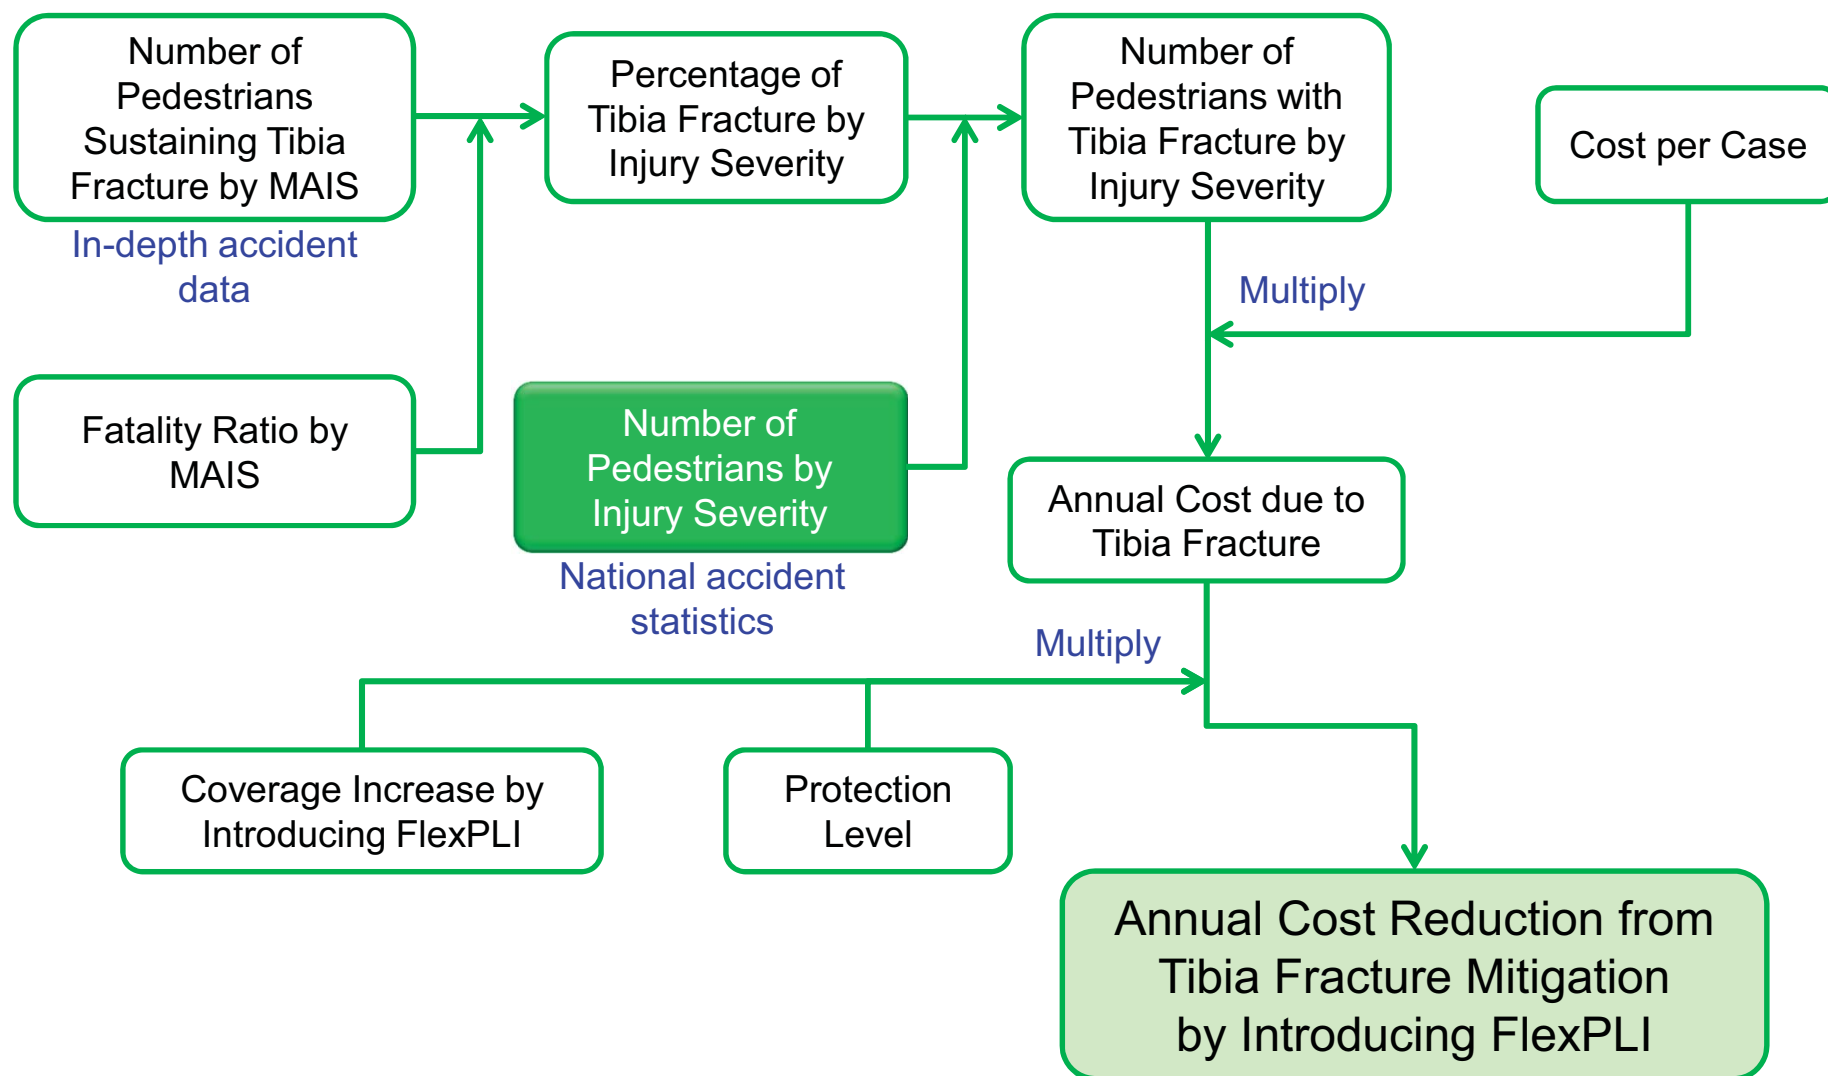 Number of
Pedestrians
Sustaining Tibia
Fracture by MAIS
In-depth accident
data
Percentage of
Tibia Fracture by
Injury Severity
Number of
Pedestrians with
Tibia Fracture by
Injury Severity
Cost per Case
Multiply
Fatality Ratio by
MAIS
Number of
Pedestrians by
Injury Severity
National accident
statistics
Annual Cost due to
Tibia Fracture
Multiply
Coverage Increase by
Introducing FlexPLI
Protection
Level
Annual Cost Reduction from
Tibia Fracture Mitigation
by Introducing FlexPLI